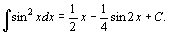 ∫sin² xdx = 1/2 x - 1/4 sin 2x + C.